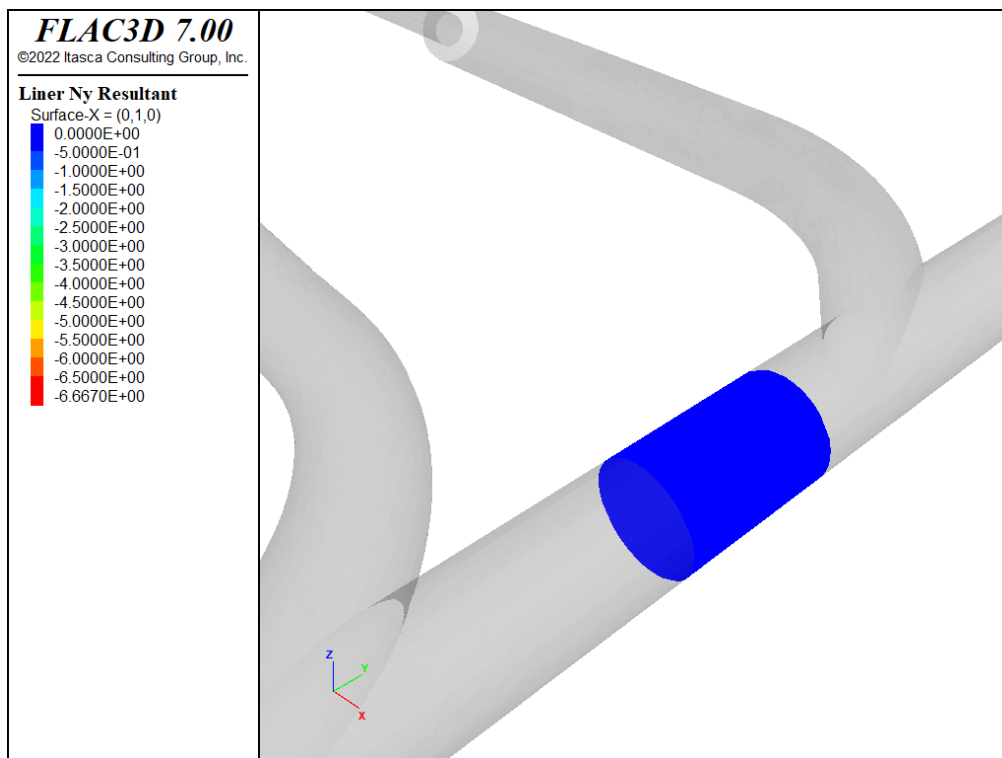 FLAC3D 7.00
©2022 Itasca Consulting Group, Inc.
Liner Ny Resultant
Surface-X = (0,1,0)
0.0000E+00
-5.0000E-01
-1.0000E+00
-1.5000E+00
-2.0000E+00
-2.5000E+00
-3.0000E+00
-3.5000E+00
-4.0000E+00
-4.5000E+00
-5.0000E+00
-5.5000E+00
-6.0000E+00
-6.5000E+00
-6.6670E+00
Z
Y
X